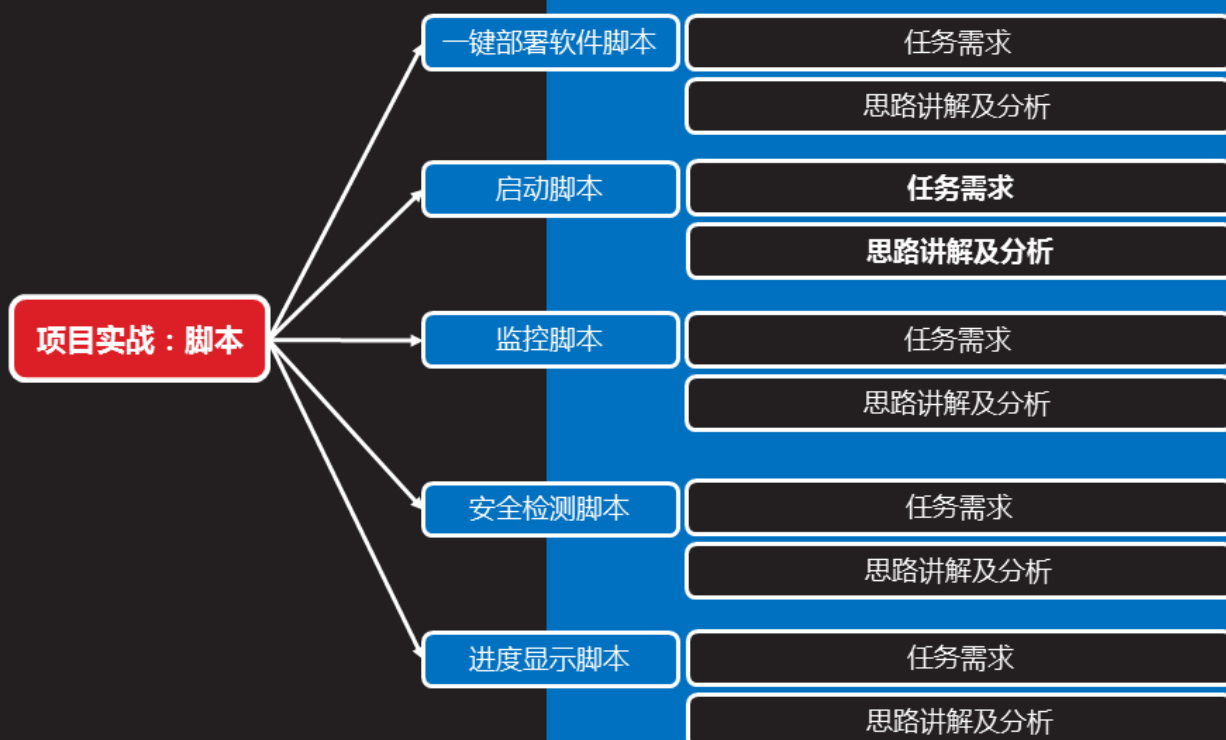 一键部署软件脚本
任务需求
思路讲解及分析
启动脚本
任务需求
思路讲解及分析
项目实战：脚本
监控脚本
任务需求
思路讲解及分析
安全检测脚本
任务需求
思路讲解及分析
进度显示脚本
任务需求
思路讲解及分析